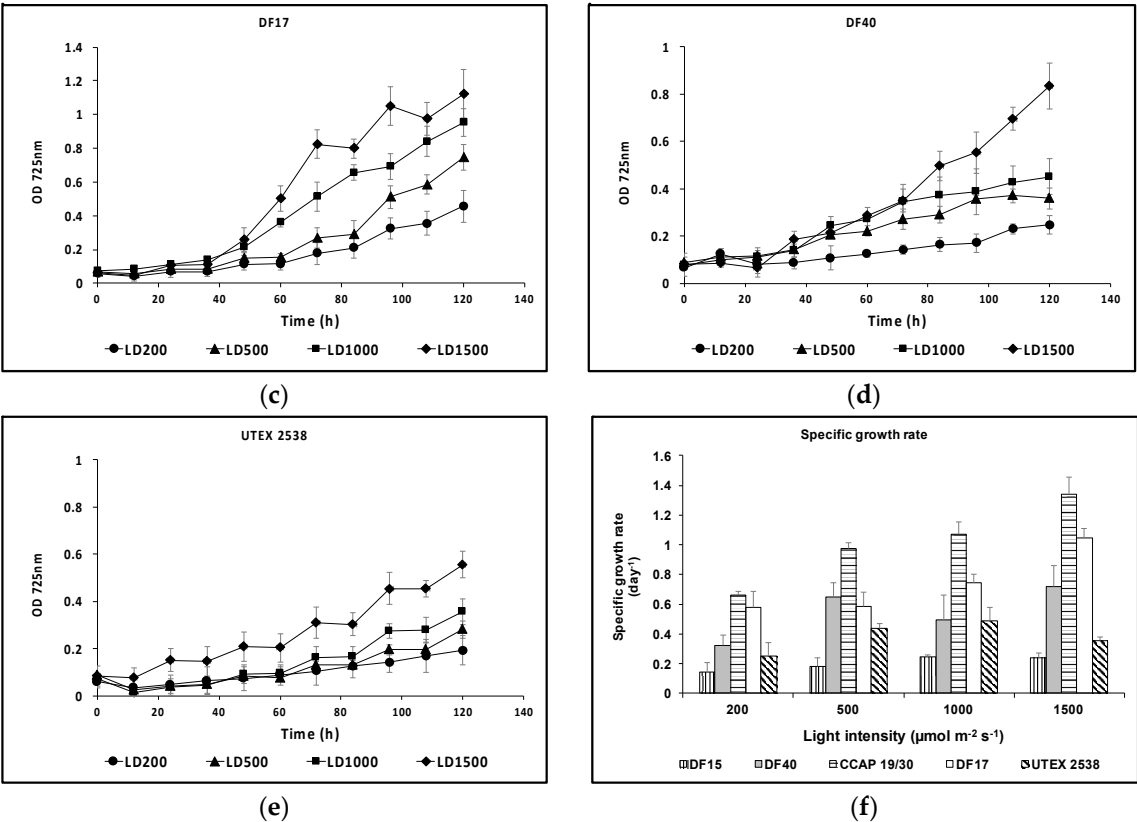 DF17
1.4
1.2
1
0.8
0.6
0.4
0.2
0
OD 725nm
0 20 40 60 80 100 120 140
Time (h)
LD200 LD500 LD1000 LD1500
(c)
DF40
1
0.8
0.6
0.4
0.2
0
OD 725nm
0 20 40 60 80 100 120 140
Time (h)
LD200 LD500 LD1000 LD1500
(d)
UTEX 2538
1
0.8
0.6
0.4
0.2
0
OD 725nm
0 20 40 60 80 100 120 140
Time (h)
LD200 LD500 LD1000 LD1500
(e)
Specific growth rate
1.6
1.4
1.2
1
0.8
0.6
0.4
0.2
0
Specific growth rate
(day⁻¹)
200 500 1000 1500
Light intensity (µmol m⁻² s⁻¹)
DF15 DF40 CCAP 19/30 DF17 UTEX 2538
(f)